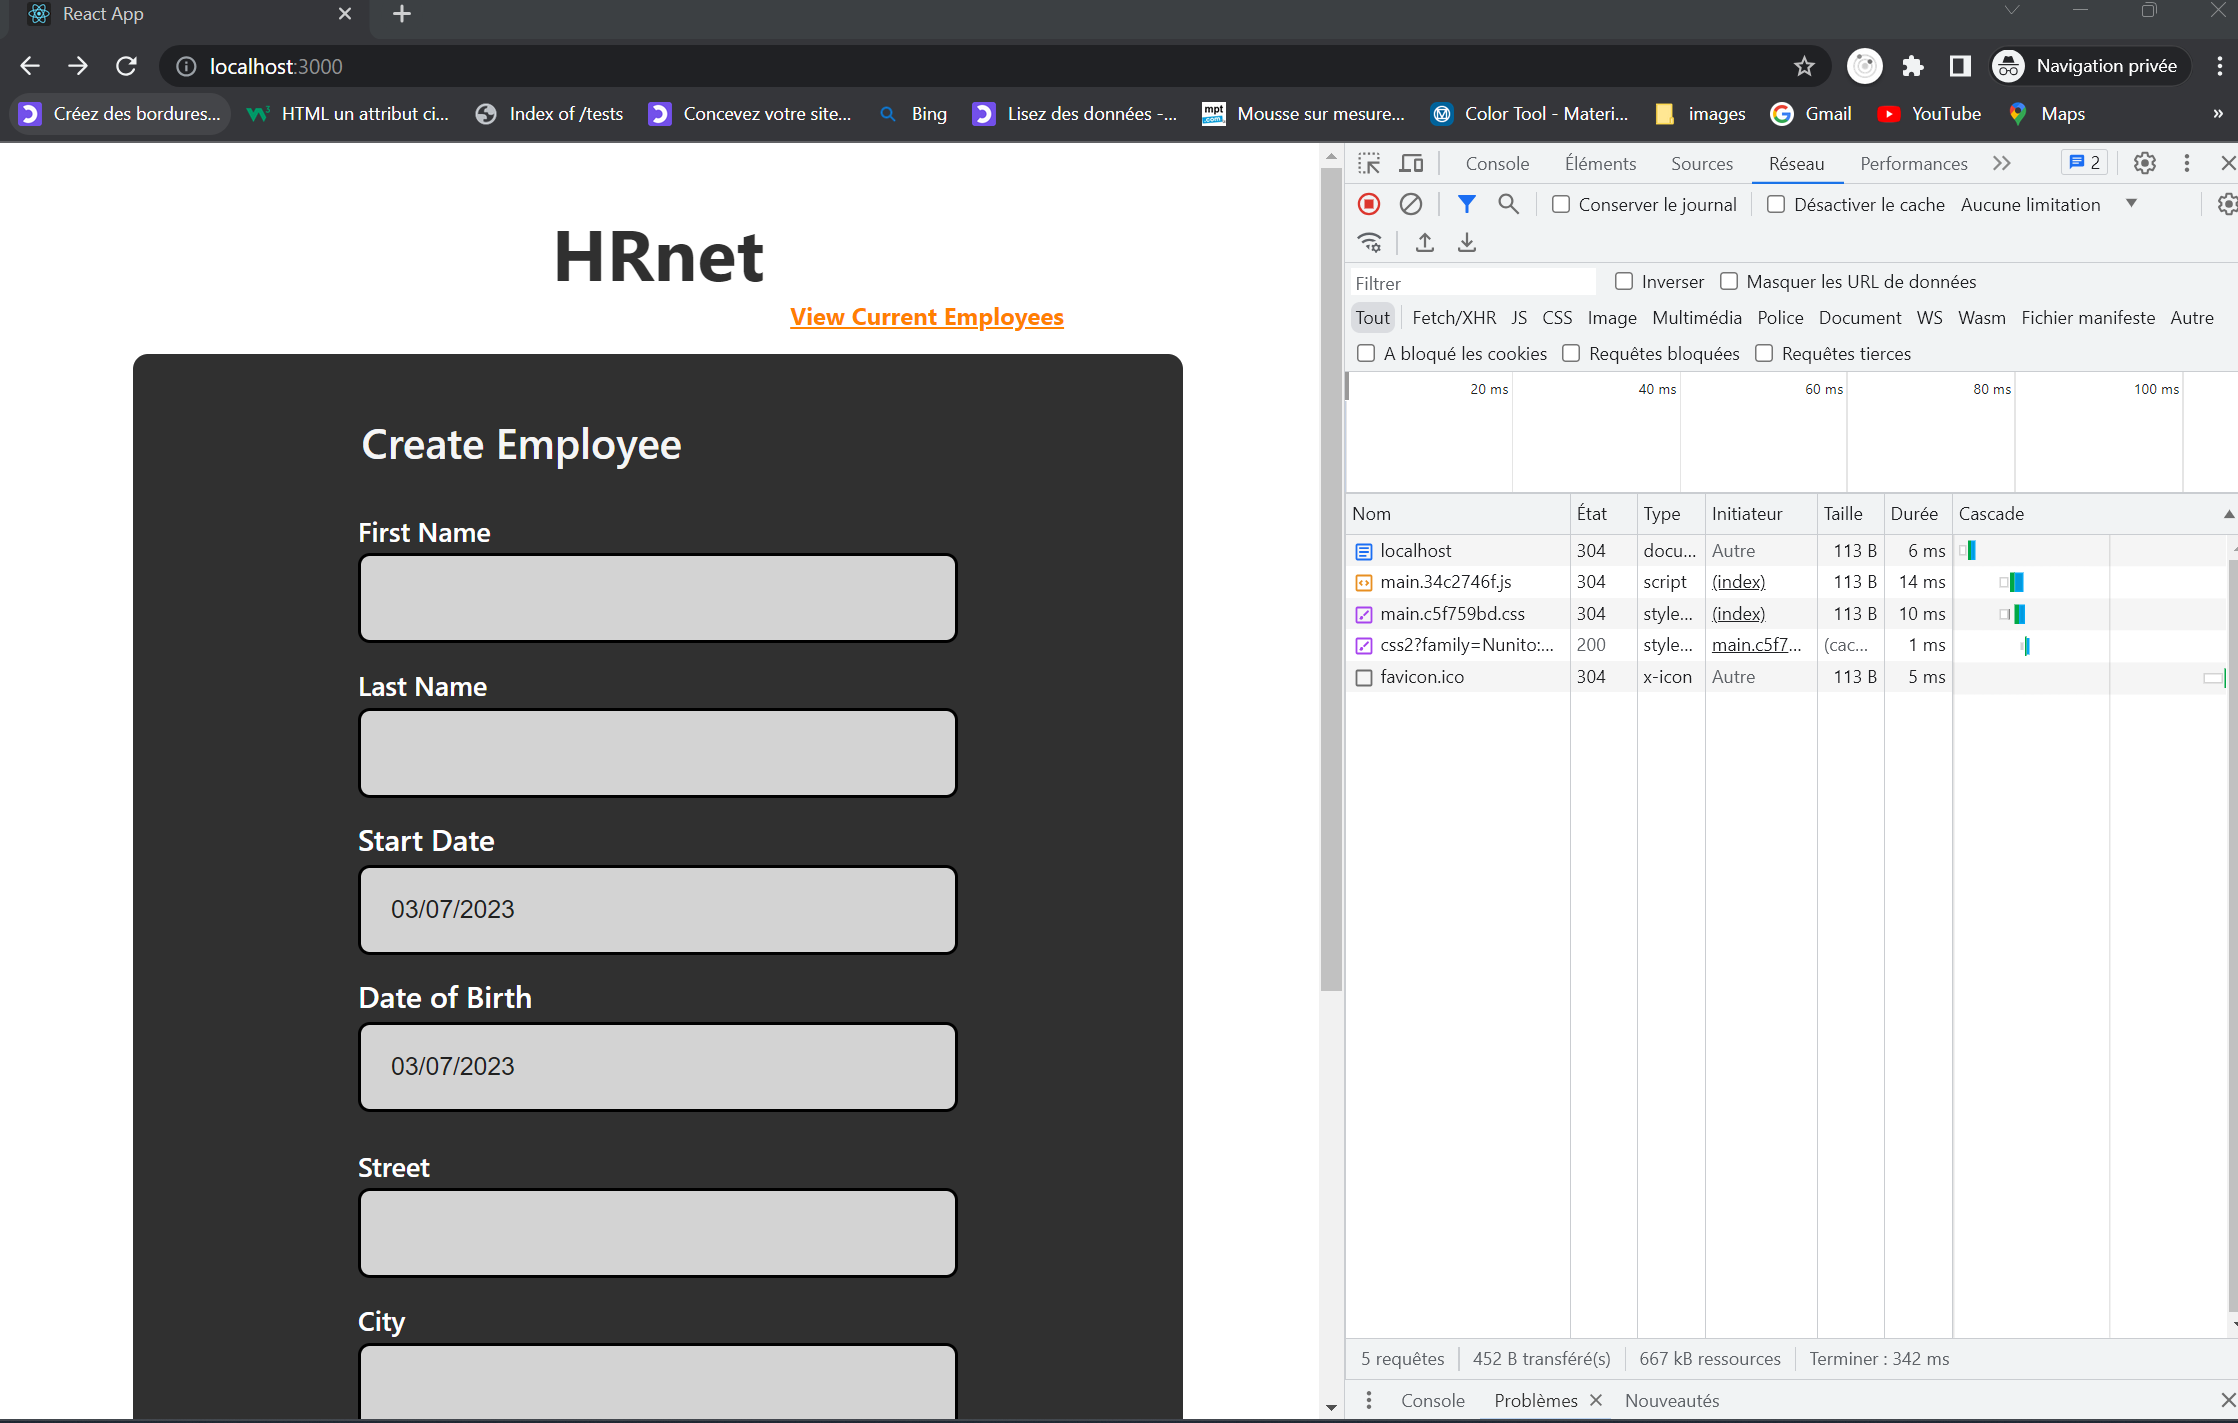 React App
localhost:3000
Navigation privée
Créez des bordures...
HTML un attribut ci...
Index of /tests
Concevez votre site...
Bing
Lisez des données -...
mpt .com
Mousse sur mesure...
Color Tool - Materi...
images
Gmail
YouTube
Maps
»
HRnet
View Current Employees
Create Employee
First Name
Last Name
Start Date
03/07/2023
Date of Birth
03/07/2023
Street
City
Console Éléments Sources Réseau Performances 2
Conserver le journal Désactiver le cache Aucune limitation
Filtrer Inverser Masquer les URL de données
Tout Fetch/XHR JS CSS Image Multimédia Police Document WS Wasm Fichier manifeste Autre
A bloqué les cookies Requêtes bloquées Requêtes tierces
20 ms 40 ms 60 ms 80 ms 100 ms
Nom État Type Initiateur Taille Durée Cascade
localhost 304 docu... Autre 113 B 6 ms
main.34c2746f.js 304 script (index) 113 B 14 ms
main.c5f759bd.css 304 style... (index) 113 B 10 ms
css2?family=Nunito:... 200 style... main.c5f7... (cac... 1 ms
favicon.ico 304 x-icon Autre 113 B 5 ms
5 requêtes 452 B transféré(s) 667 kB ressources Terminer : 342 ms
Console Problèmes Nouveautés